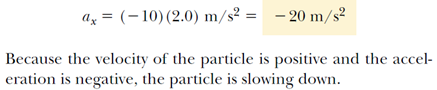 aₓ = (−10)(2.0) m/s² = −20 m/s²
Because the velocity of the particle is positive and the accel-
eration is negative, the particle is slowing down.